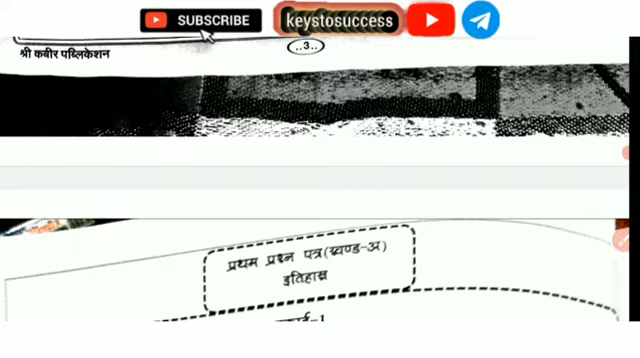 SUBSCRIBE
keystosuccess
श्री कबीर पब्लिकेशन
..3..
प्रथम प्रश्न पत्र(खण्ड-अ)
इतिहास